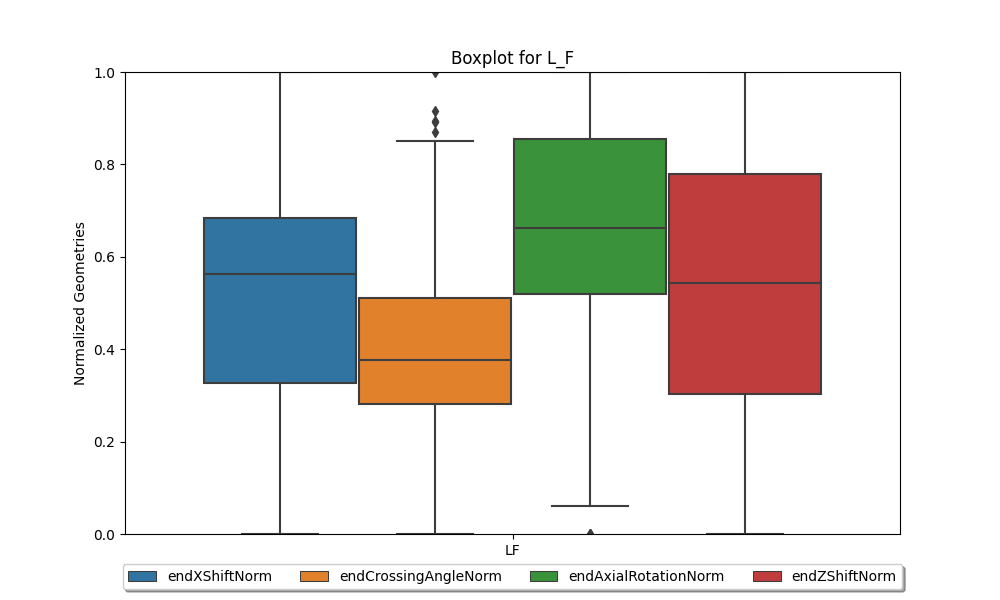 Boxplot for L_F
1.0
0.8
0.6
0.4
0.2
0.0
Normalized Geometries
LF
endXShiftNorm endCrossingAngleNorm endAxialRotationNorm endZShiftNorm